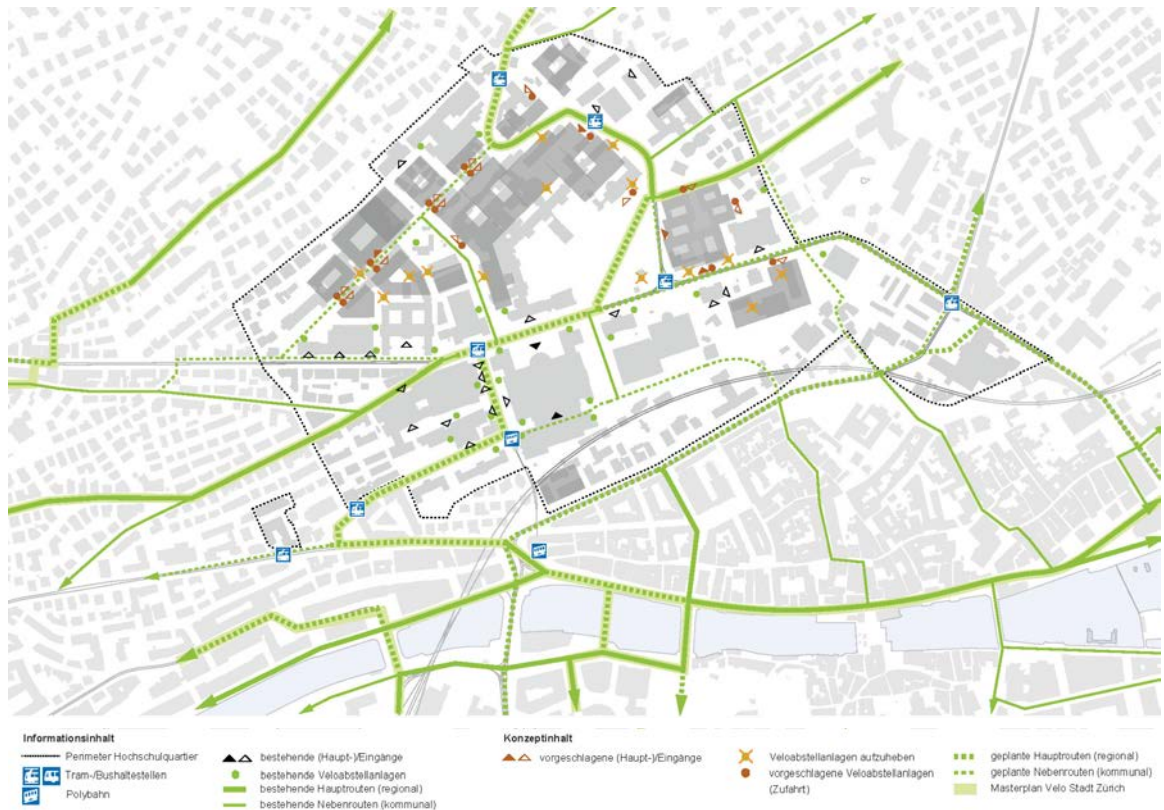 Informationsinhalt
Perimeter Hochschulquartier
Tram-/Bushaltestellen
Polybahn
bestehende (Haupt-)/Eingänge
bestehende Veloabstellanlagen
bestehende Hauptrouten (regional)
bestehende Nebenrouten (kommunal)
Konzeptinhalt
vorgeschlagene (Haupt-)/Eingänge
Veloabstellanlagen aufzuheben
vorgeschlagene Veloabstellanlagen
(Zufahrt)
geplante Hauptrouten (regional)
geplante Nebenrouten (kommunal)
Masterplan Velo Stadt Zürich